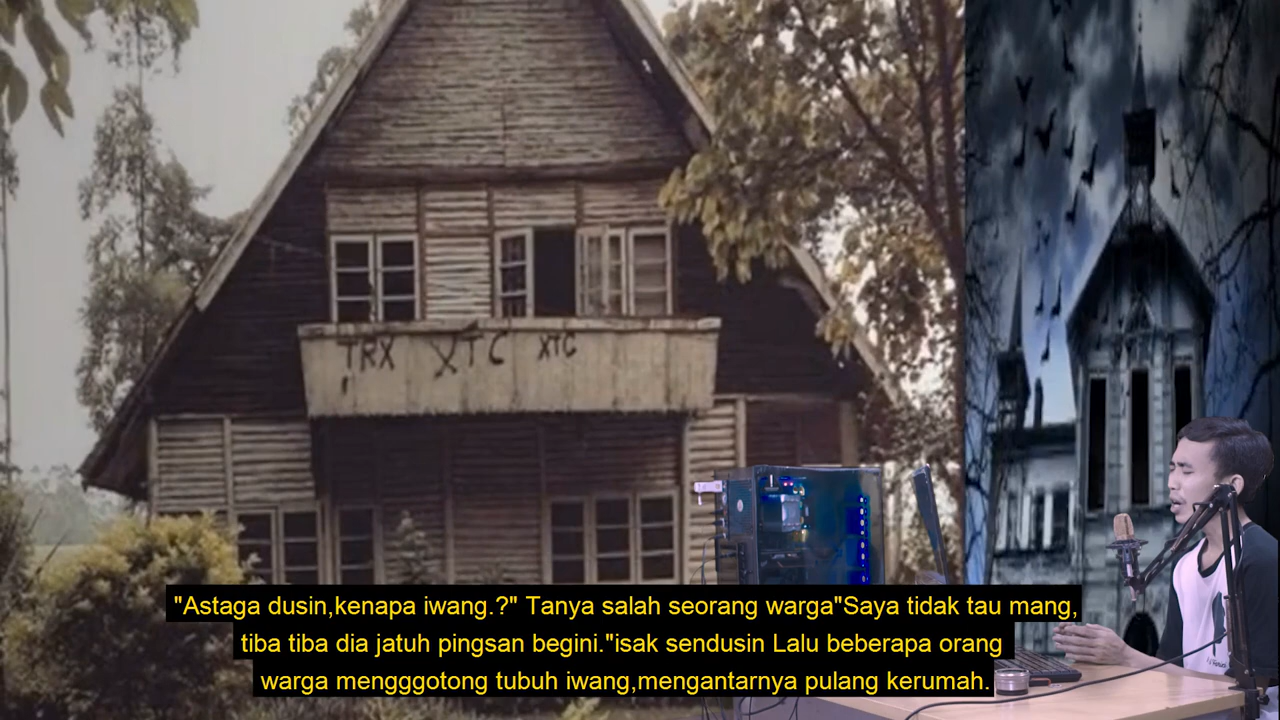 TRX XTC XTC
"Astaga dusin,kenapa iwang.?" Tanya salah seorang warga"Saya tidak tau mang,
tiba tiba dia jatuh pingsan begini."isak sendusin Lalu beberapa orang
warga mengggotong tubuh iwang,mengantarnya pulang kerumah.